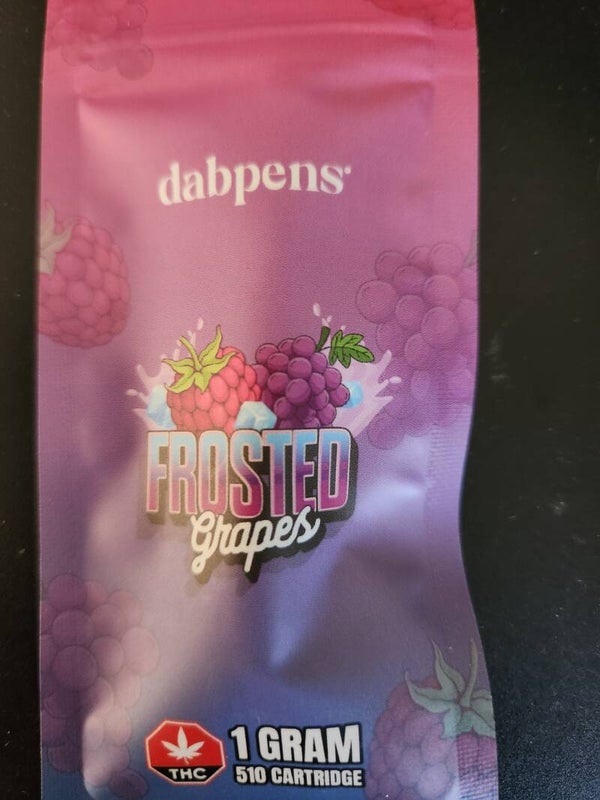 dabpens
FROSTED
Grapes
THC
1 GRAM
510 CARTRIDGE